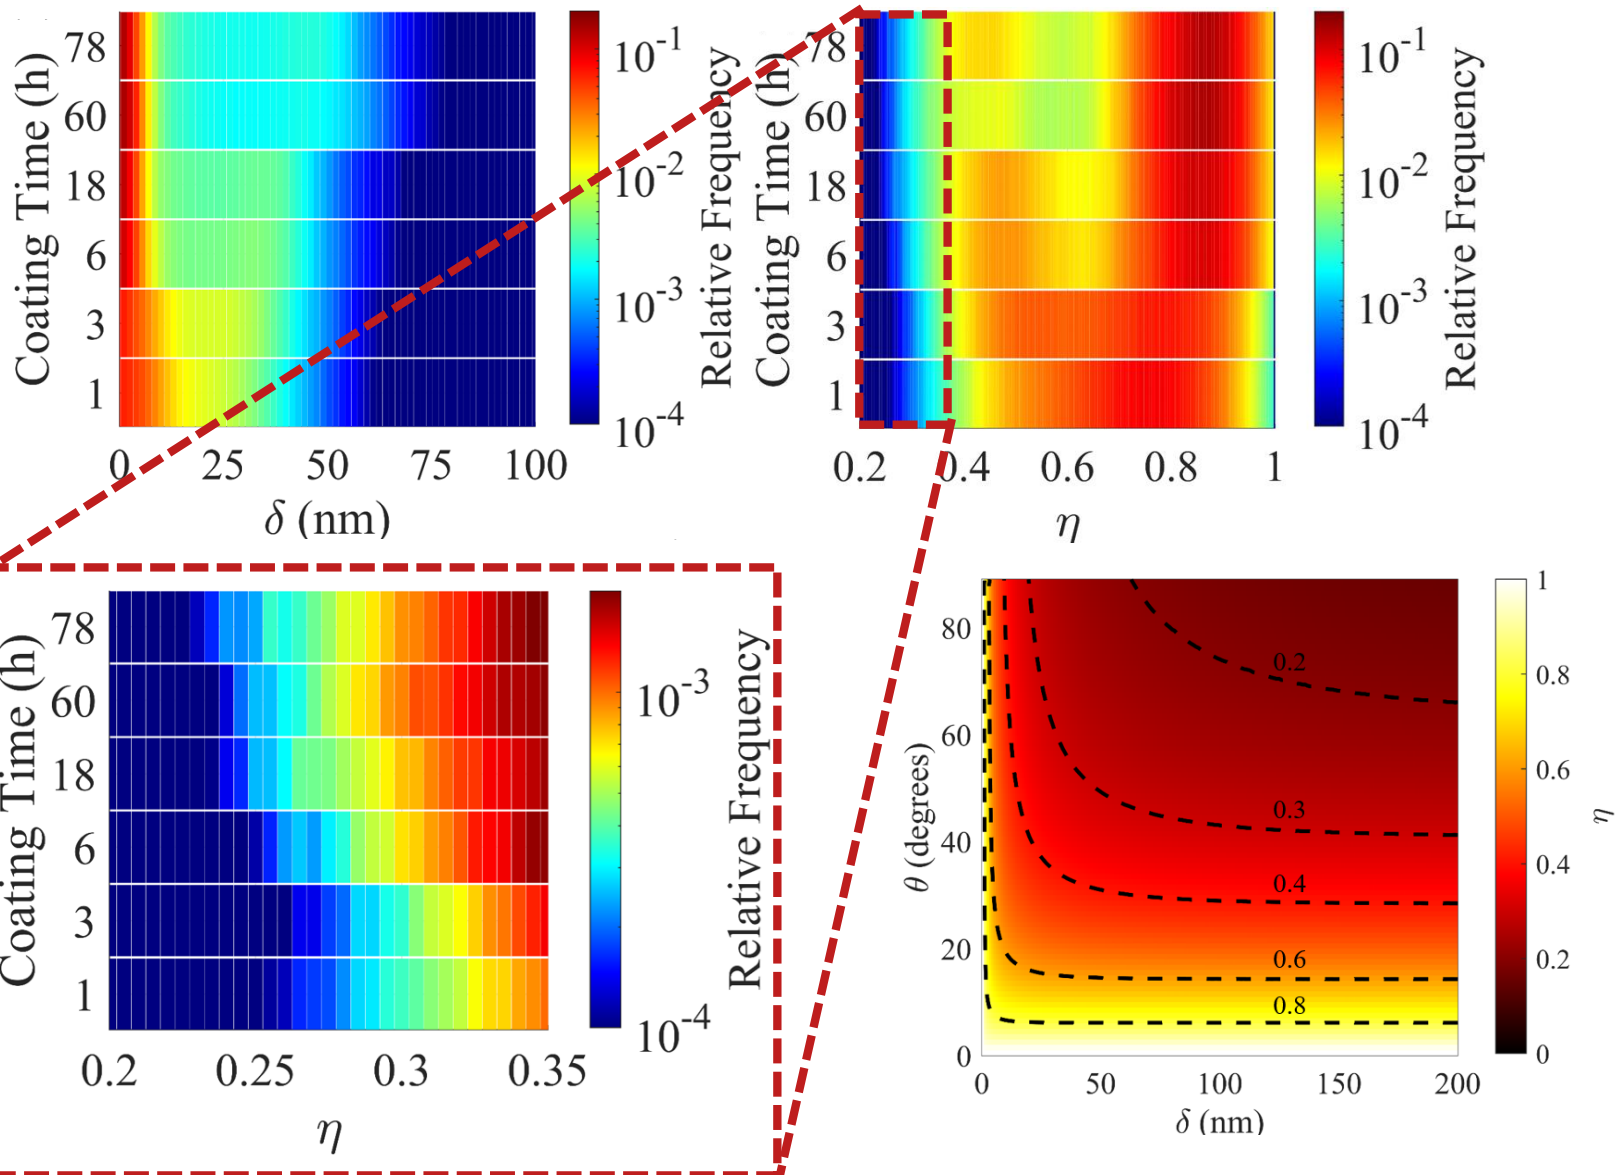 Coating Time (h)
78
60
18
6
3
1
0 25 50 75 100
δ (nm)
10-1
10-2
10-3
10-4
Relative Frequency
Coating Time (h)
78
60
18
6
3
1
0.2 0.4 0.6 0.8 1
η
10-1
10-2
10-3
10-4
Relative Frequency
Coating Time (h)
78
60
18
6
3
1
0.2 0.25 0.3 0.35
η
10-3
10-4
Relative Frequency
θ (degrees)
80
60
40
20
0
0.2
0.3
0.4
0.6
0.8
0 50 100 150 200
δ (nm)
1
0.8
0.6
0.4
0.2
0
η